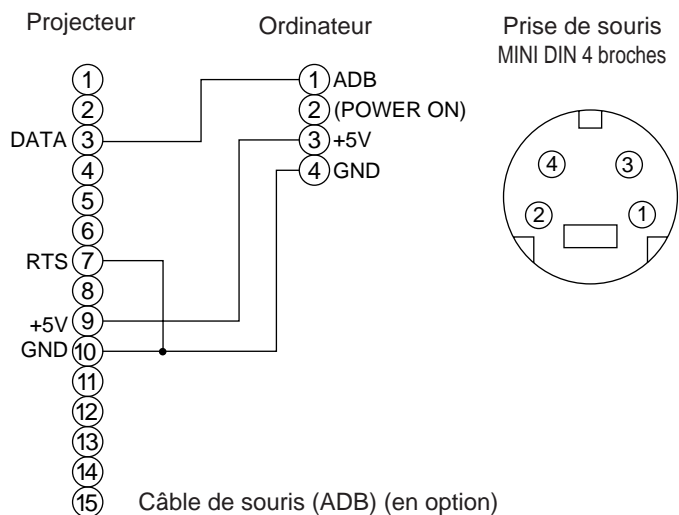 Projecteur
Ordinateur
Prise de souris
MINI DIN 4 broches
1
2
DATA 3
4
5
6
RTS 7
8
+5V 9
GND 10
11
12
13
14
15
1 ADB
2 (POWER ON)
3 +5V
4 GND
4 3
2 1
Câble de souris (ADB) (en option)